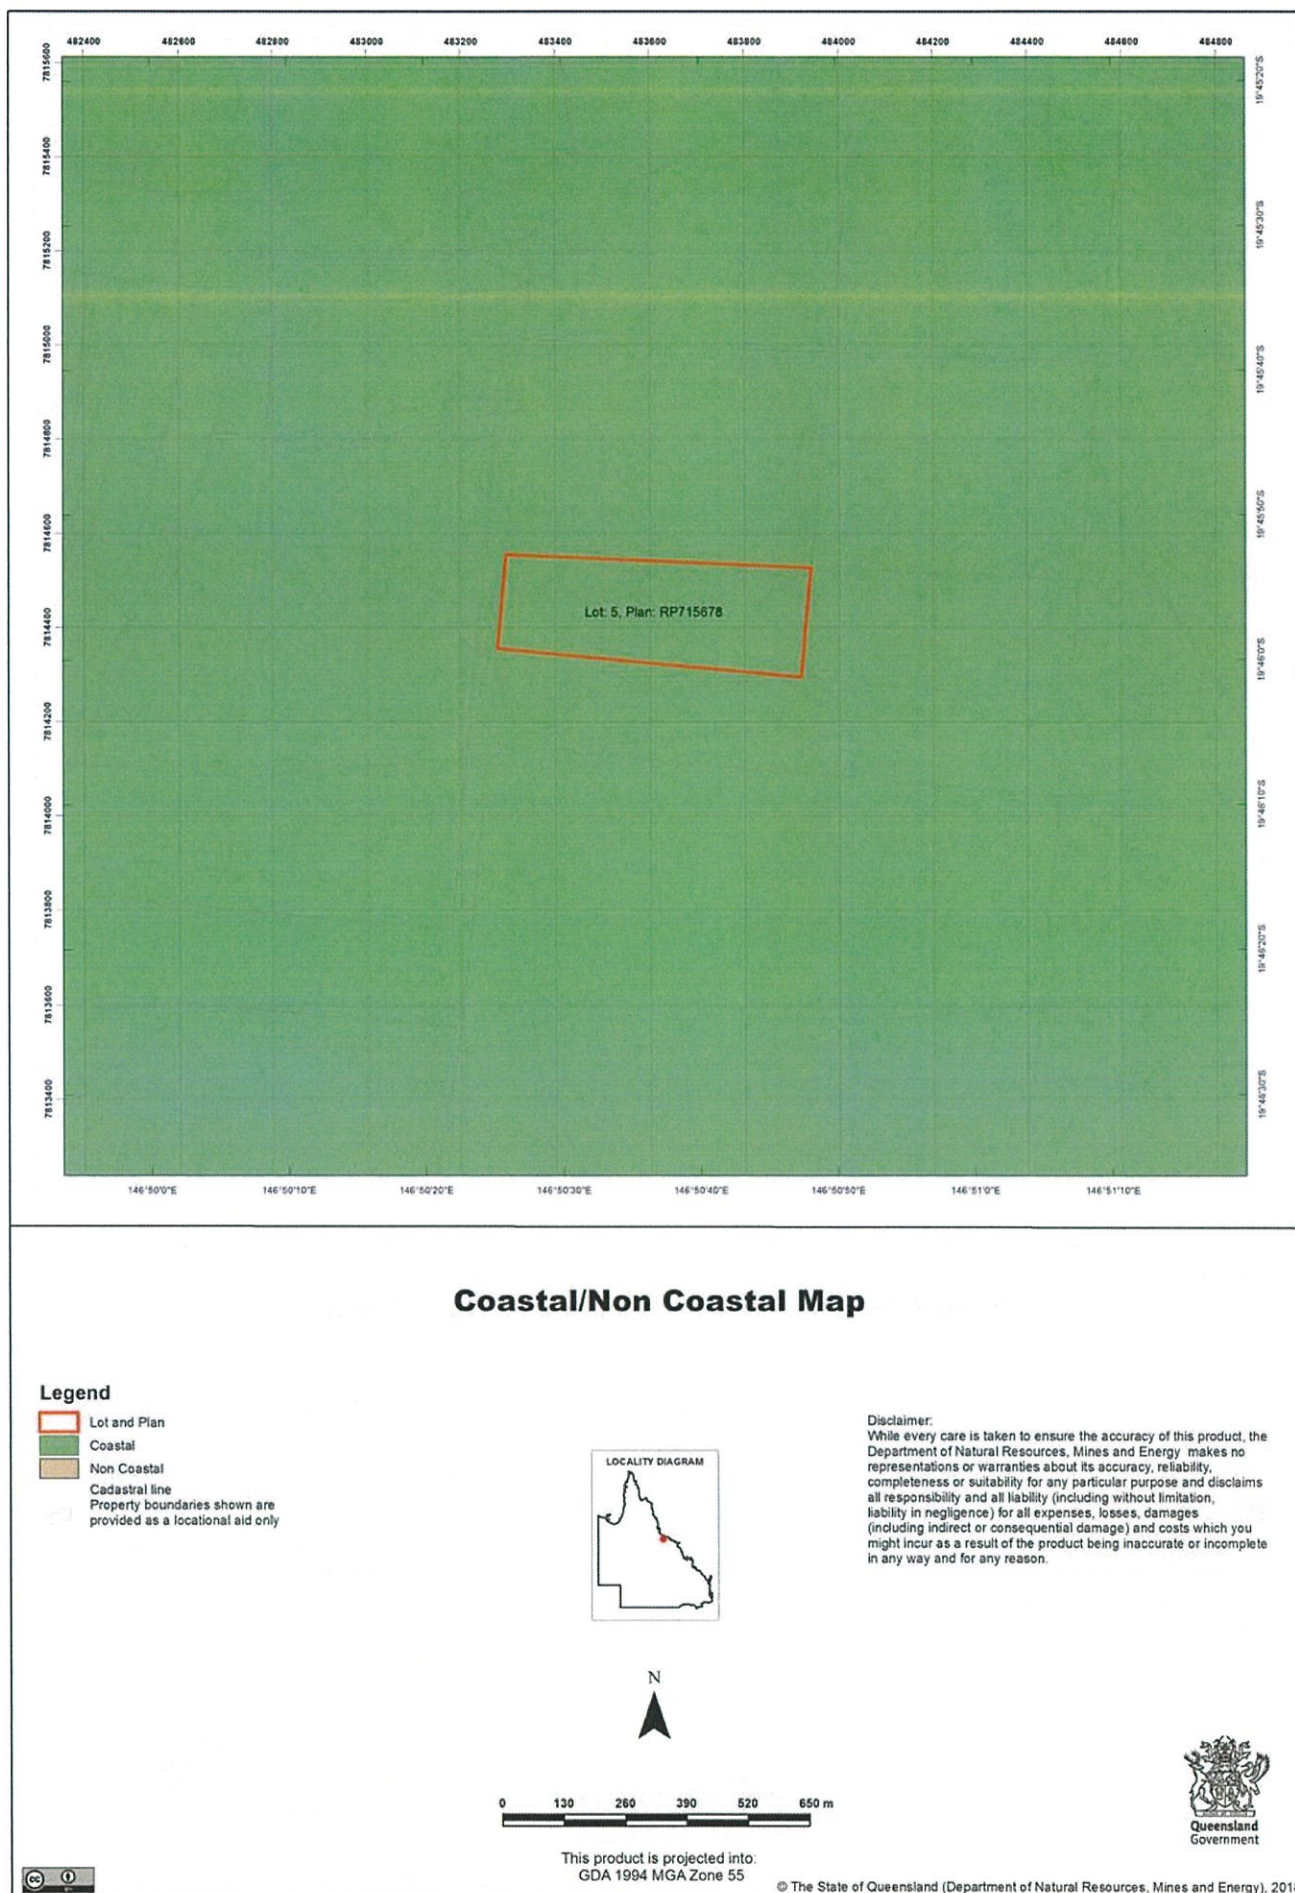 482400 482600 482800 483000 483200 483400 483600 483800 484000 484200 484400 484600 484800
7815600
7815400
7815200
7815000
7814800
7814600
7814400
7814200
7814000
7813800
7813600
7813400
19°45'20"S
19°45'30"S
19°45'40"S
19°45'50"S
19°46'0"S
19°46'10"S
19°46'20"S
19°46'30"S
Lot: 5, Plan: RP715678
146°50'0"E 146°50'10"E 146°50'20"E 146°50'30"E 146°50'40"E 146°50'50"E 146°51'0"E 146°51'10"E
Coastal/Non Coastal Map
Legend
Lot and Plan
Coastal
Non Coastal
Cadastral line
Property boundaries shown are
provided as a locational aid only
LOCALITY DIAGRAM
Disclaimer:
While every care is taken to ensure the accuracy of this product, the
Department of Natural Resources, Mines and Energy makes no
representations or warranties about its accuracy, reliability,
completeness or suitability for any particular purpose and disclaims
all responsibility and all liability (including without limitation,
liability in negligence) for all expenses, losses, damages
(including indirect or consequential damage) and costs which you
might incur as a result of the product being inaccurate or incomplete
in any way and for any reason.
N
0 130 260 390 520 650 m
This product is projected into:
GDA 1994 MGA Zone 55
Queensland
Government
cc
© The State of Queensland (Department of Natural Resources, Mines and Energy), 2018